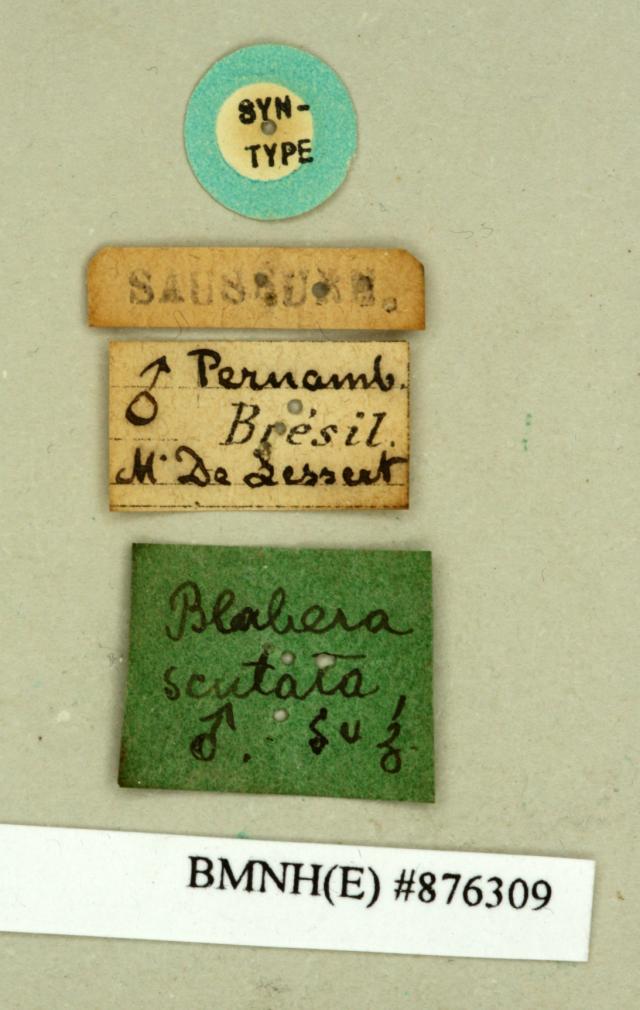 SYN-
TYPE
SAUSSURE.
♂ Pernamb.
Brésil.
Mr De Lessert
Blabera
scutata
♂. Suz
BMNH(E) #876309